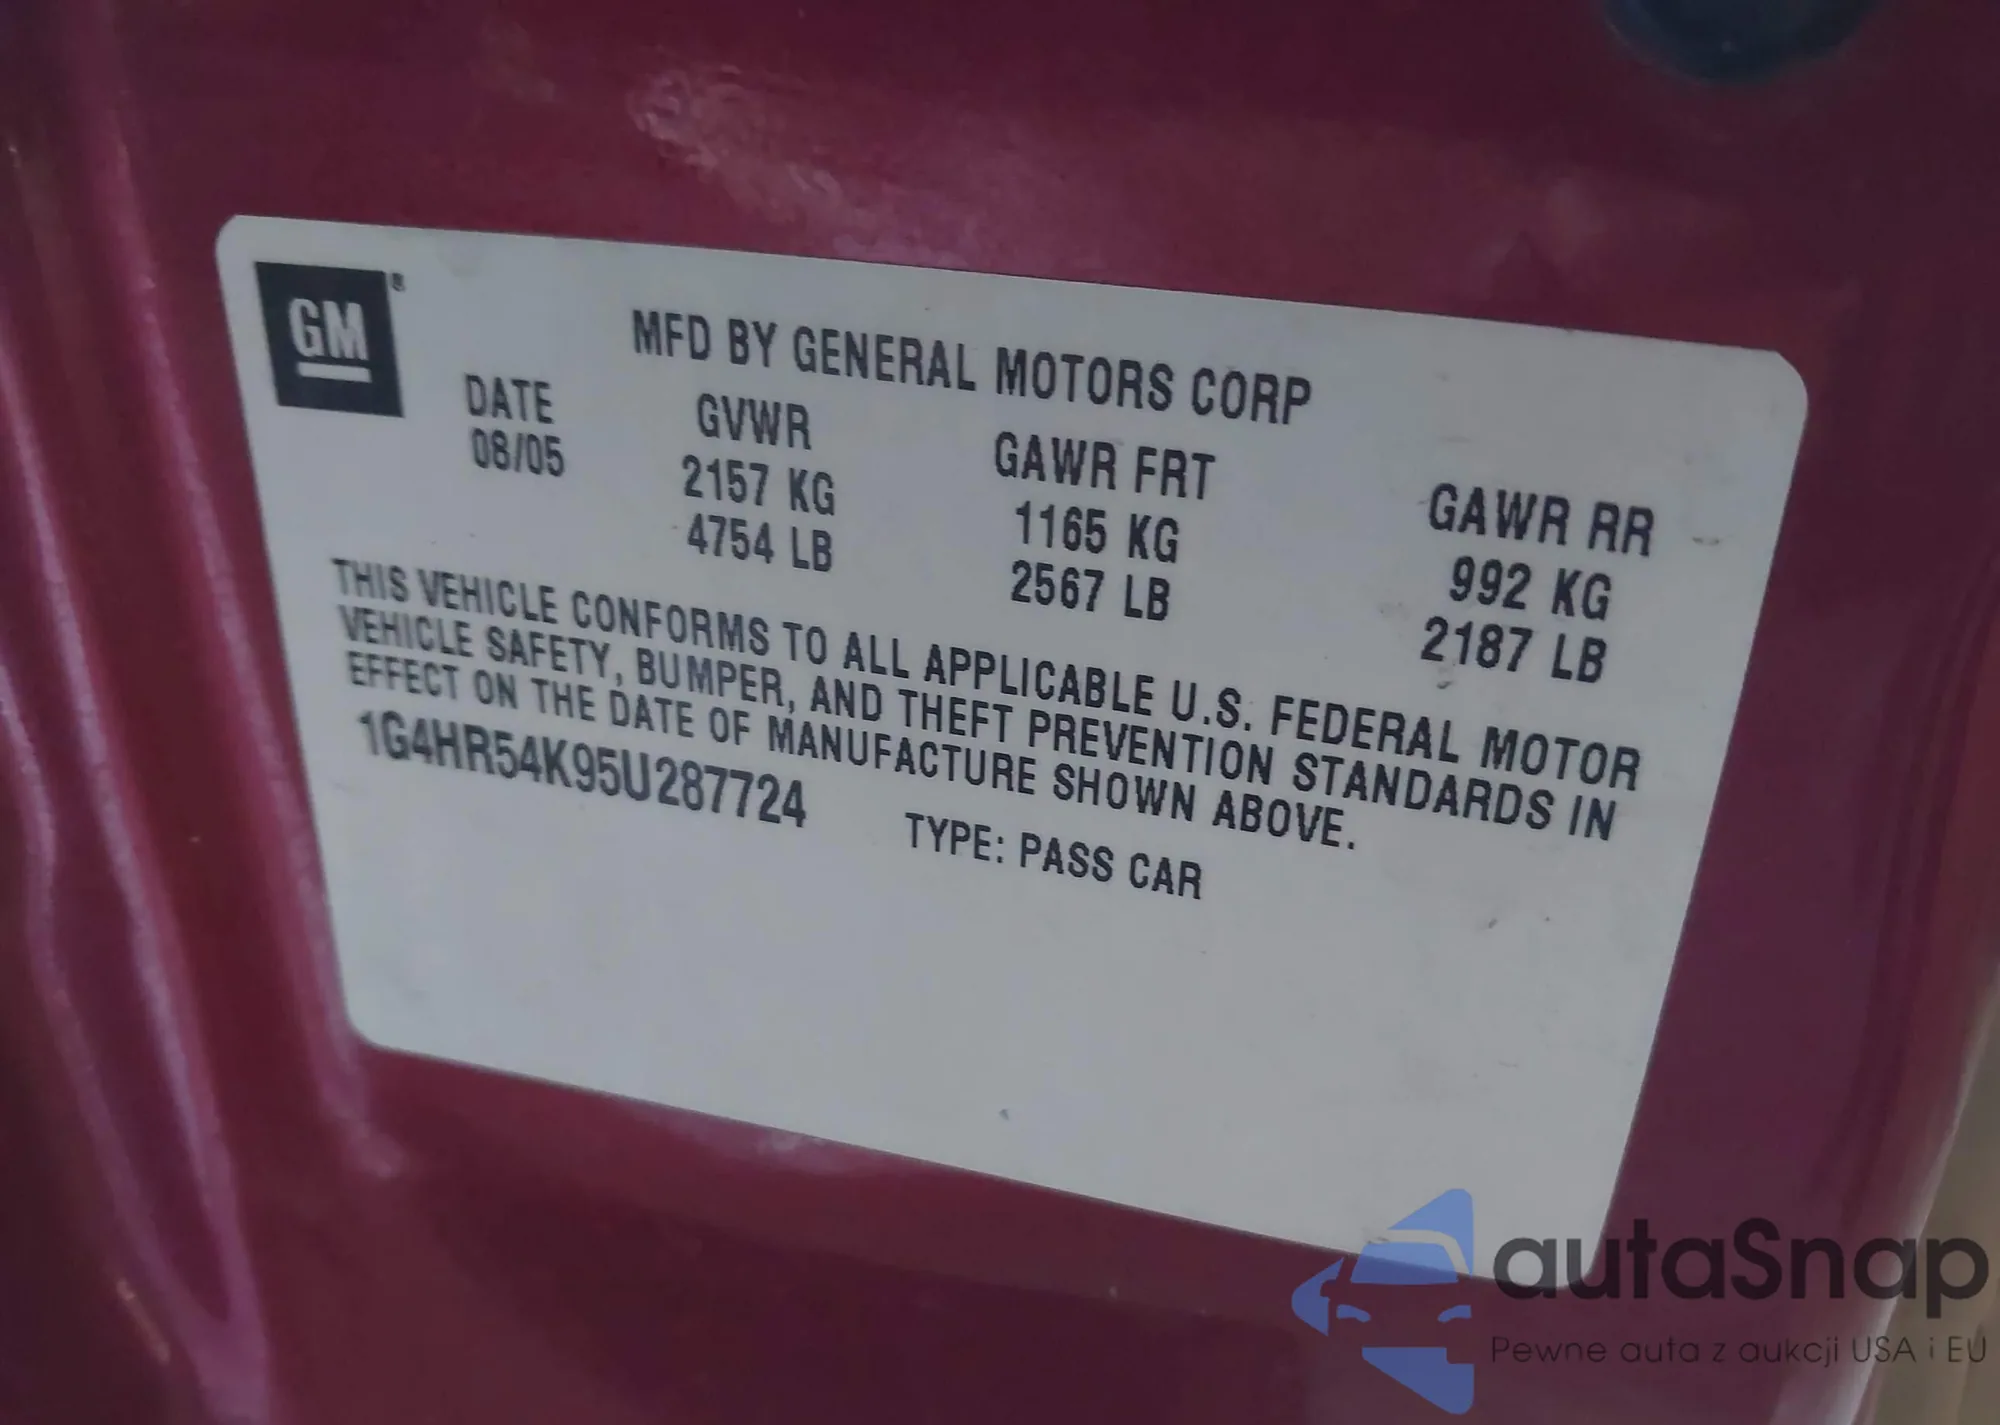 GM®
MFD BY GENERAL MOTORS CORP
DATE GVWR GAWR FRT GAWR RR
08/05 2157 KG 1165 KG 992 KG
4754 LB 2567 LB 2187 LB
THIS VEHICLE CONFORMS TO ALL APPLICABLE U.S. FEDERAL MOTOR
VEHICLE SAFETY, BUMPER, AND THEFT PREVENTION STANDARDS IN
EFFECT ON THE DATE OF MANUFACTURE SHOWN ABOVE.
1G4HR54K95U287724 TYPE: PASS CAR
autaSnap
Pewne auta z aukcji USA i EU